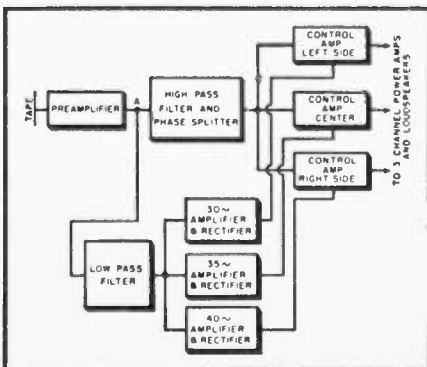 TAPE
PREAMPLIFIER
A
HIGH PASS
FILTER AND
PHASE SPLITTER
CONTROL
AMP
LEFT SIDE
CONTROL AMP
CENTER
CONTROL
AMP
RIGHT SIDE
TO 3 CHANNEL POWER AMPS
AND LOUDSPEAKERS
LOW PASS
FILTER
30~
AMPLIFIER
& RECTIFIER
35~
AMPLIFIER
& RECTIFIER
40~
AMPLIFIER
& RECTIFIER